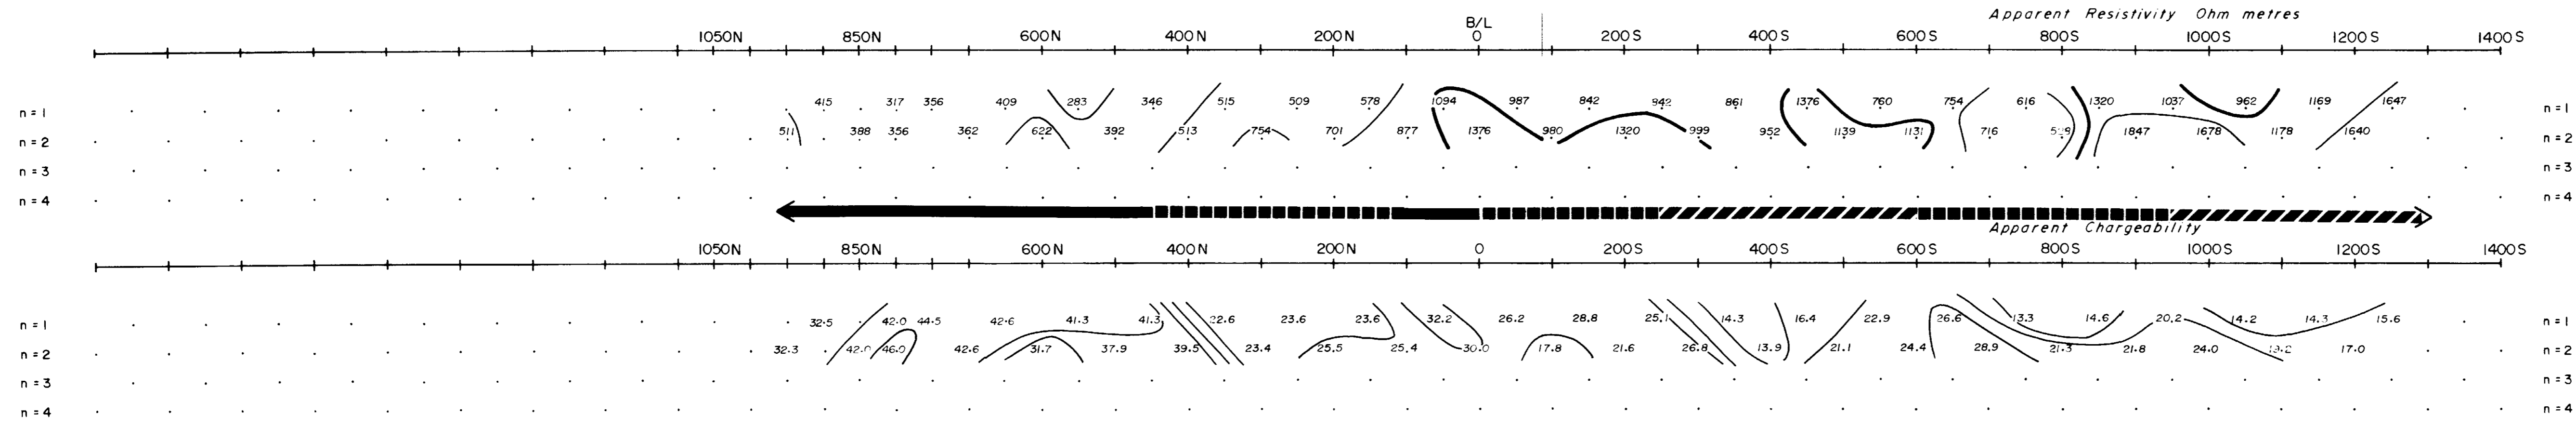 Apparent Resistivity Ohm metres
B/L
1050N 850N 600N 400N 200N 0 200S 400S 600S 800S 1000S 1200S 1400S
n = 1 415 317 356 409 283 346 515 509 578 1094 987 842 942 861 1376 760 754 616 1320 1037 962 1169 1647 n = 1
n = 2 511 388 356 362 622 392 513 754 701 877 1376 980 1320 999 952 1139 1131 716 1847 1678 1178 1640 n = 2
n = 3 n = 3
n = 4 n = 4
Apparent Chargeability
1050N 850N 600N 400N 200N 0 200S 400S 600S 800S 1000S 1200S 1400S
n = 1 32.5 42.0 44.5 42.6 41.3 41.3 22.6 23.6 23.6 32.2 26.2 28.8 25.1 14.3 16.4 22.9 26.6 13.3 14.6 20.2 14.2 14.3 15.6 n = 1
n = 2 32.3 42.0 46.0 42.6 31.7 37.9 39.5 23.4 25.5 25.4 30.0 17.8 21.6 26.8 13.9 21.1 24.4 28.9 21.3 21.8 24.0 19.2 17.0 n = 2
n = 3 n = 3
n = 4 n = 4